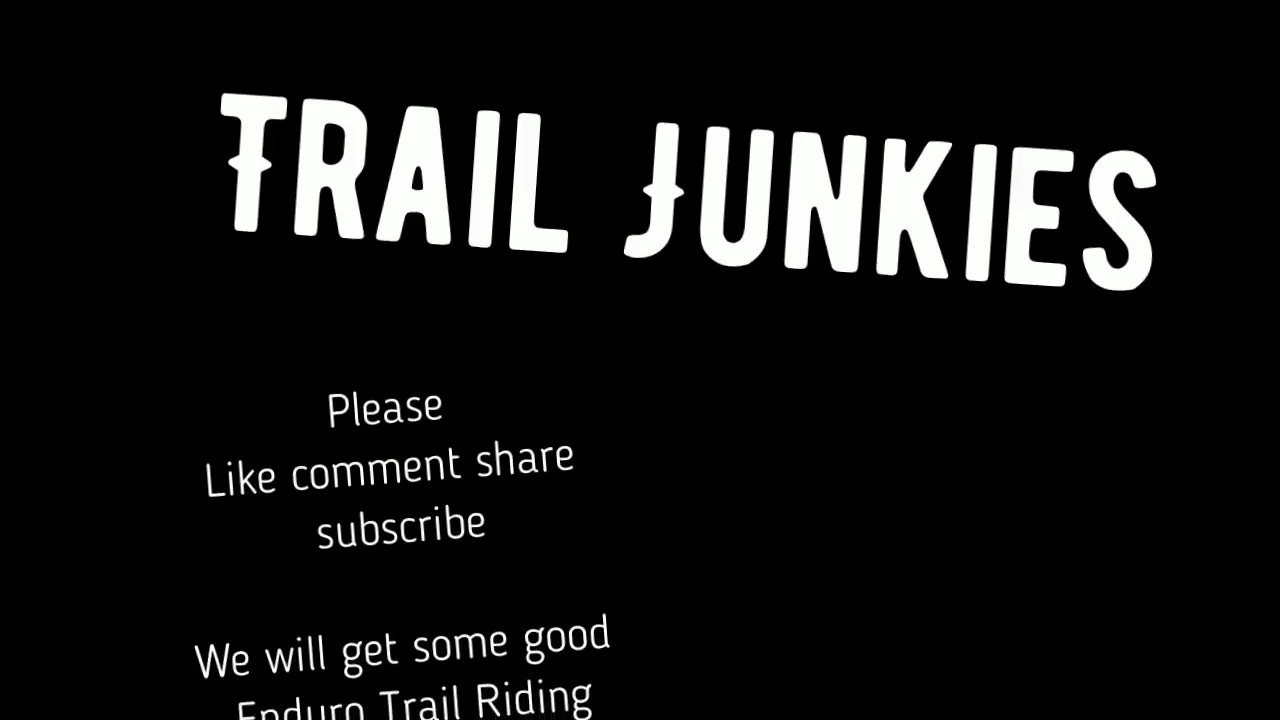 TRAIL JUNKIES
Please
Like comment share
subscribe
We will get some good
Enduro Trail Riding